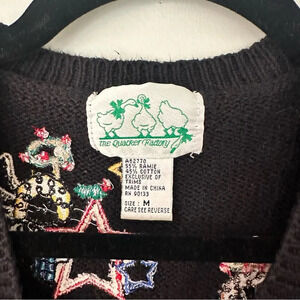 The Quacker Factory
A82770
55% RAMIE
45% COTTON
EXCLUSIVE OF
TRIMS
MADE IN CHINA
RN 90133
SIZE: M
CARE SEE REVERSE